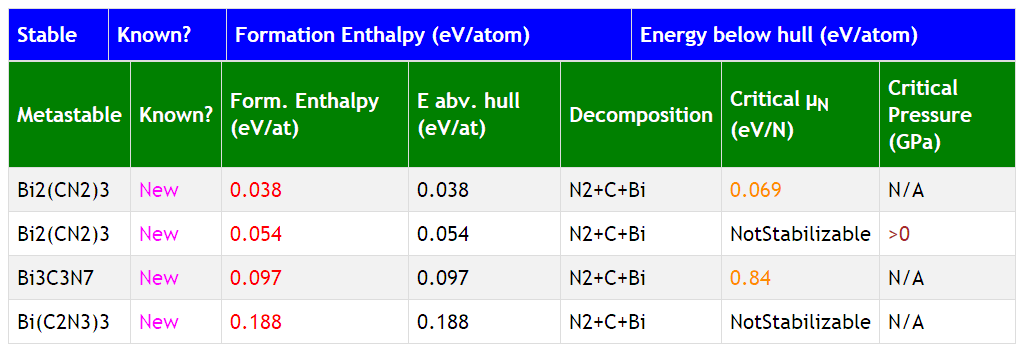 Stable Known? Formation Enthalpy (eV/atom) Energy below hull (eV/atom)
Metastable Known? Form. Enthalpy (eV/at) E abv. hull (eV/at) Decomposition Critical μN (eV/N) Critical Pressure (GPa)
Bi2(CN2)3 New 0.038 0.038 N2+C+Bi 0.069 N/A
Bi2(CN2)3 New 0.054 0.054 N2+C+Bi NotStabilizable >0
Bi3C3N7 New 0.097 0.097 N2+C+Bi 0.84 N/A
Bi(C2N3)3 New 0.188 0.188 N2+C+Bi NotStabilizable N/A